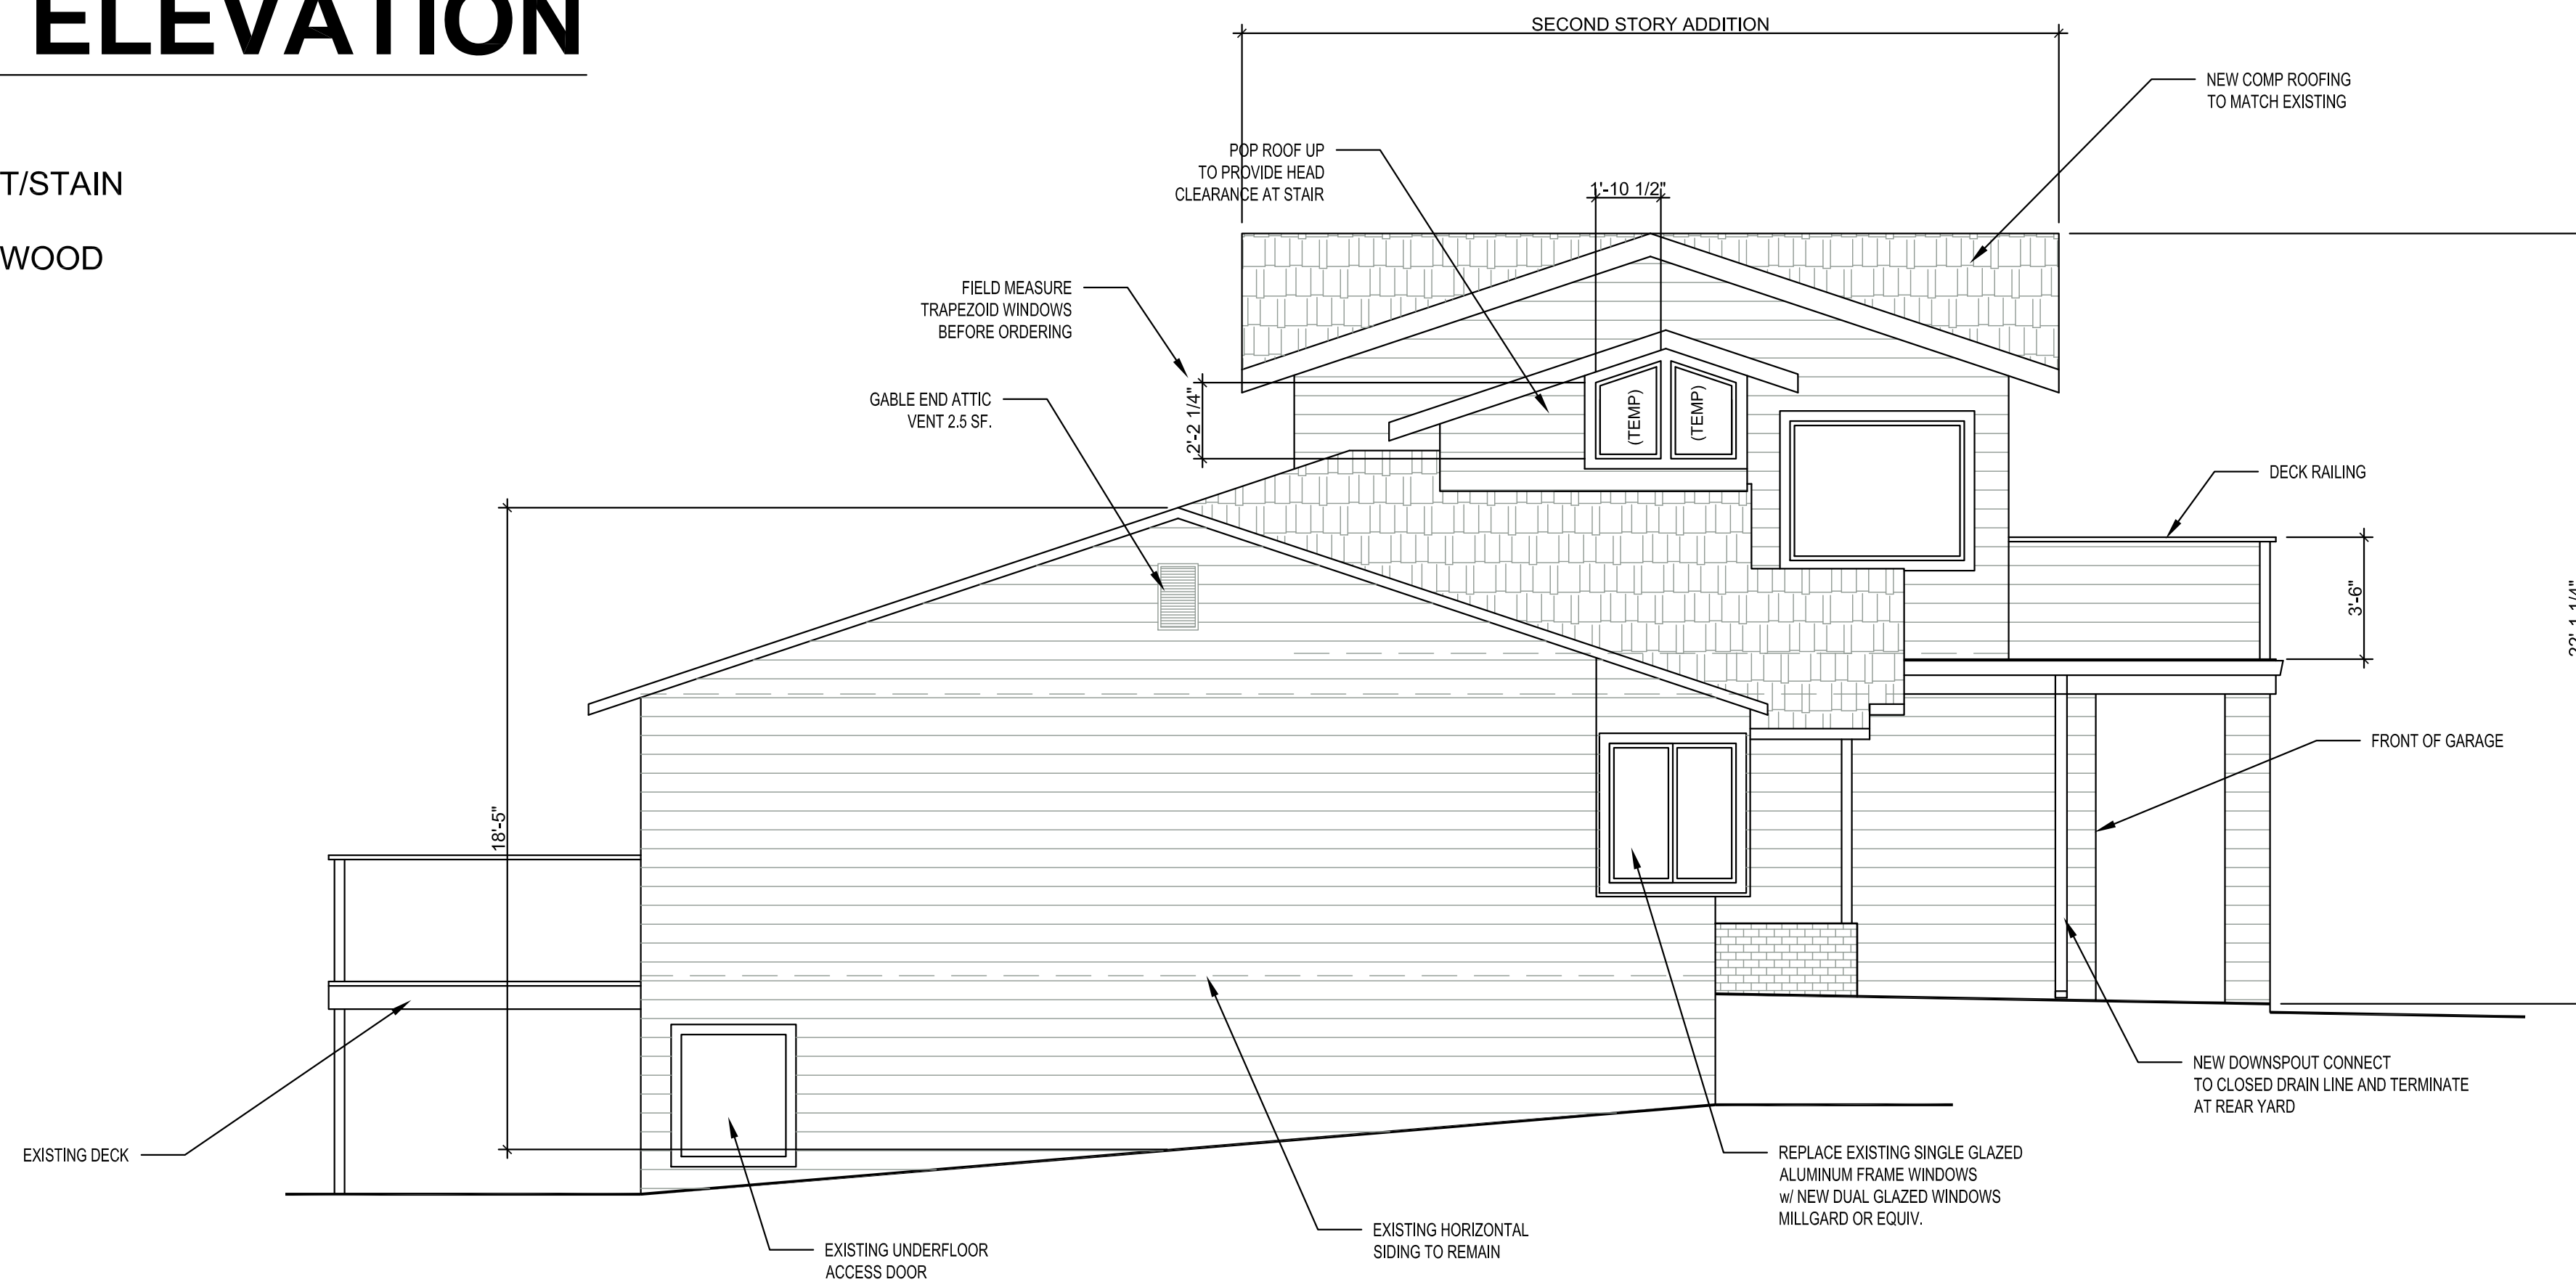 ELEVATION
T/STAIN
WOOD
SECOND STORY ADDITION
NEW COMP ROOFING
TO MATCH EXISTING
POP ROOF UP
TO PROVIDE HEAD
CLEARANCE AT STAIR
1'-10 1/2"
FIELD MEASURE
TRAPEZOID WINDOWS
BEFORE ORDERING
GABLE END ATTIC
VENT 2.5 SF.
2'-2 1/4"
(TEMP)
(TEMP)
DECK RAILING
3'-6"
22'-1 1/4"
FRONT OF GARAGE
18'-5"
NEW DOWNSPOUT CONNECT
TO CLOSED DRAIN LINE AND TERMINATE
AT REAR YARD
EXISTING DECK
REPLACE EXISTING SINGLE GLAZED
ALUMINUM FRAME WINDOWS
w/ NEW DUAL GLAZED WINDOWS
MILLGARD OR EQUIV.
EXISTING HORIZONTAL
SIDING TO REMAIN
EXISTING UNDERFLOOR
ACCESS DOOR